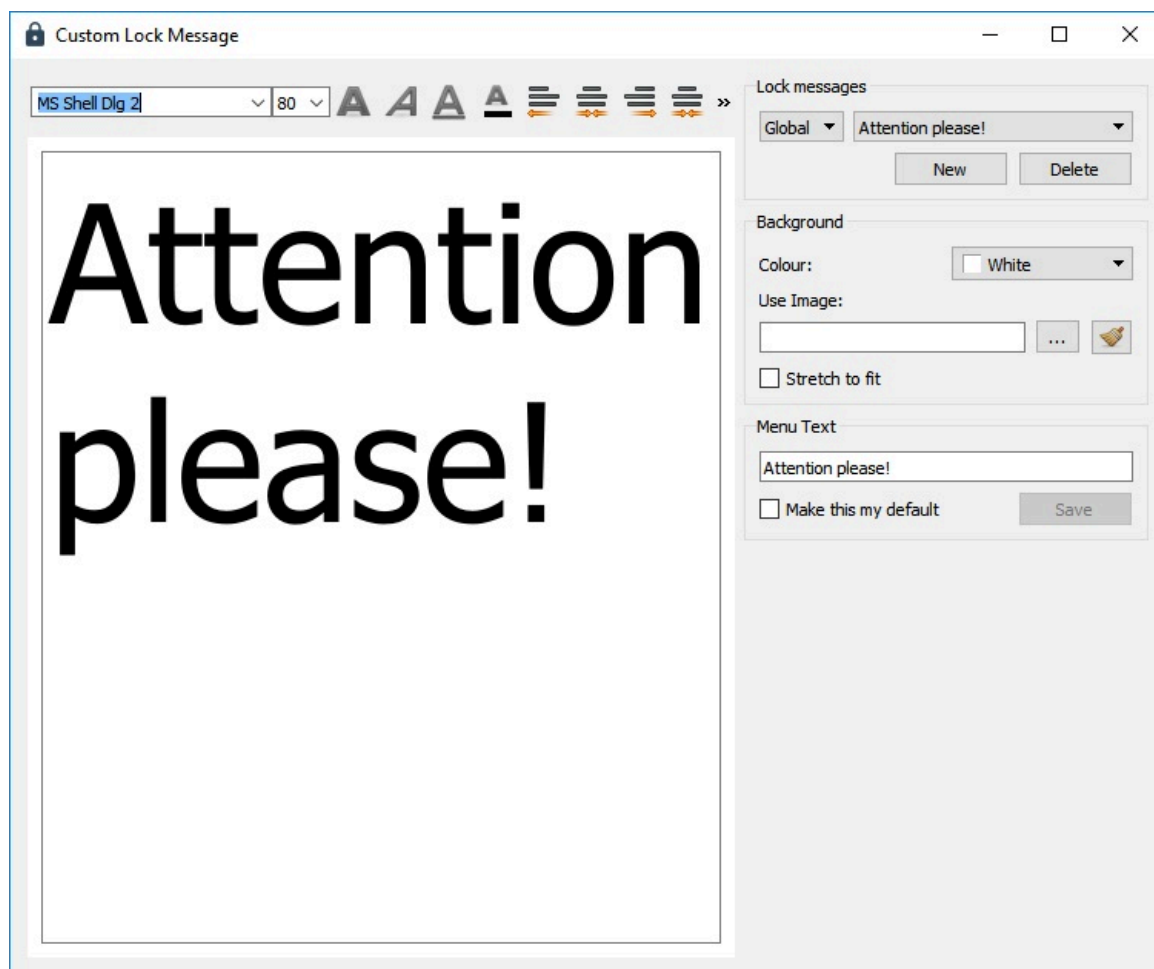 Custom Lock Message
MS Shell Dlg 2
80
A A A A
»
Attention
please!
Lock messages
Global
Attention please!
New
Delete
Background
Colour:
White
Use Image:
...
Stretch to fit
Menu Text
Attention please!
Make this my default
Save